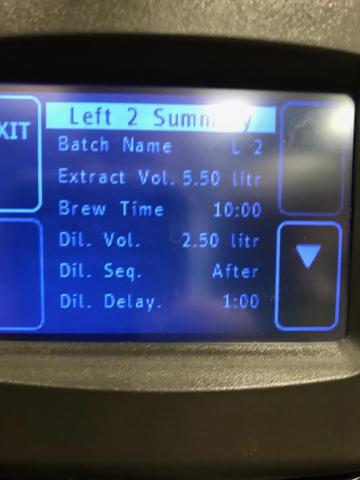 Left 2 Summary
XIT
Batch Name L 2
Extract Vol. 5.50 litr
Brew Time 10:00
Dil. Vol. 2.50 litr
Dil. Seq. After
Dil. Delay. 1:00